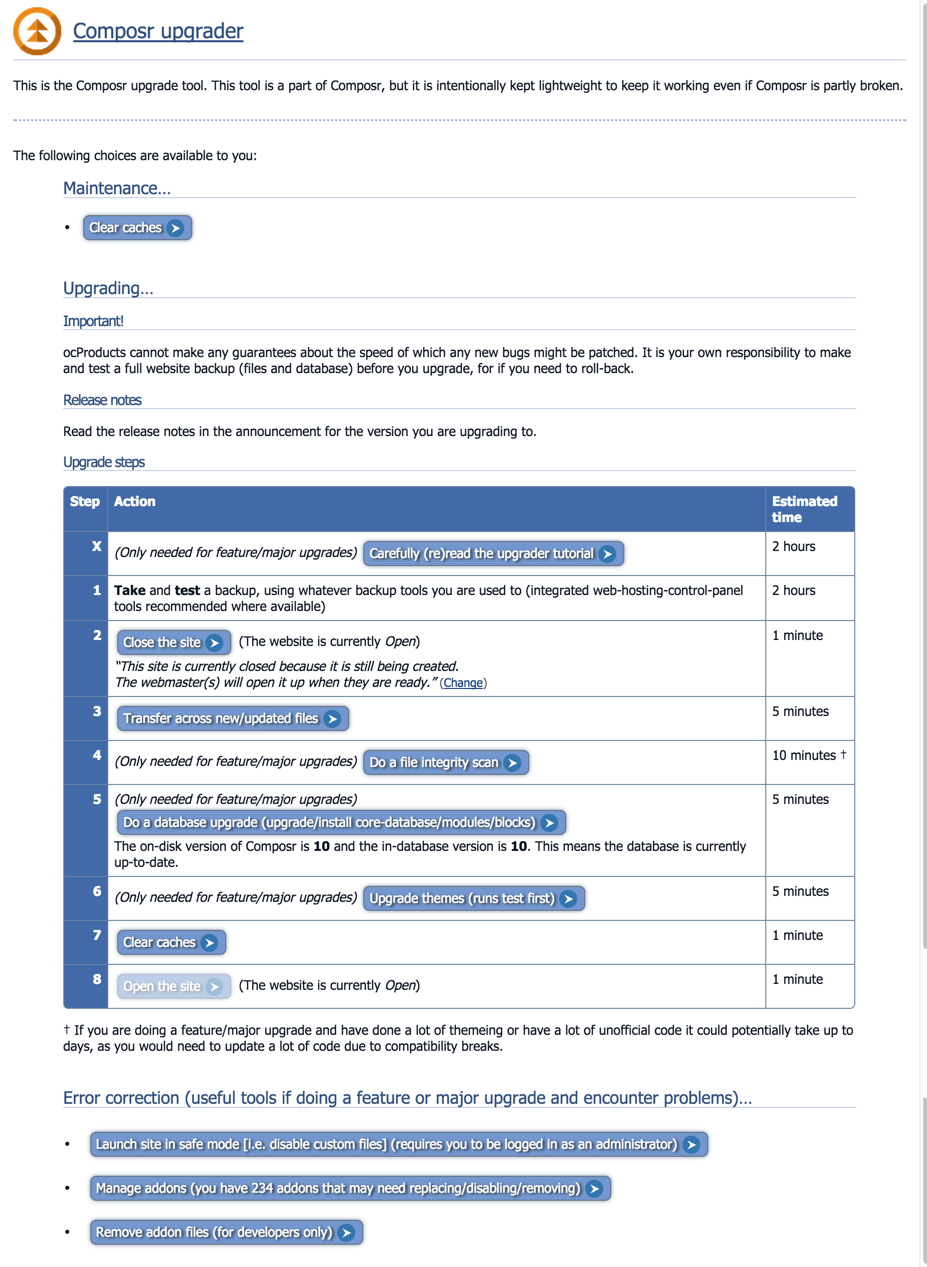 Composr upgrader
This is the Composr upgrade tool. This tool is a part of Composr, but it is intentionally kept lightweight to keep it working even if Composr is partly broken.
The following choices are available to you:
Maintenance...
• Clear caches
Upgrading...
Important!
ocProducts cannot make any guarantees about the speed of which any new bugs might be patched. It is your own responsibility to make
and test a full website backup (files and database) before you upgrade, for if you need to roll-back.
Release notes
Read the release notes in the announcement for the version you are upgrading to.
Upgrade steps
Step Action Estimated
time
X (Only needed for feature/major upgrades) Carefully (re)read the upgrader tutorial 2 hours
1 Take and test a backup, using whatever backup tools you are used to (integrated web-hosting-control-panel 2 hours
tools recommended where available)
2 Close the site (The website is currently Open) 1 minute
"This site is currently closed because it is still being created.
The webmaster(s) will open it up when they are ready." (Change)
3 Transfer across new/updated files 5 minutes
4 (Only needed for feature/major upgrades) Do a file integrity scan 10 minutes †
5 (Only needed for feature/major upgrades) 5 minutes
Do a database upgrade (upgrade/install core-database/modules/blocks)
The on-disk version of Composr is 10 and the in-database version is 10. This means the database is currently
up-to-date.
6 (Only needed for feature/major upgrades) Upgrade themes (runs test first) 5 minutes
7 Clear caches 1 minute
8 Open the site (The website is currently Open) 1 minute
† If you are doing a feature/major upgrade and have done a lot of themeing or have a lot of unofficial code it could potentially take up to
days, as you would need to update a lot of code due to compatibility breaks.
Error correction (useful tools if doing a feature or major upgrade and encounter problems)...
• Launch site in safe mode [i.e. disable custom files] (requires you to be logged in as an administrator)
• Manage addons (you have 234 addons that may need replacing/disabling/removing)
• Remove addon files (for developers only)